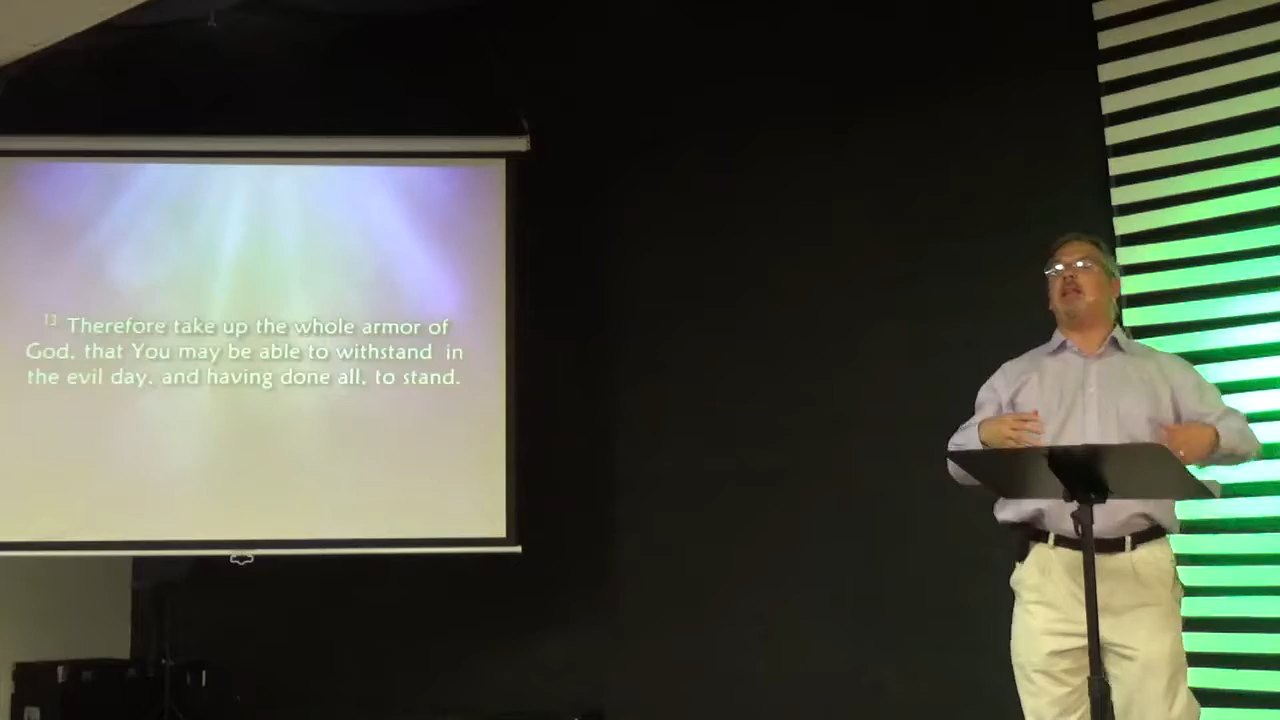 13 Therefore take up the whole armor of
God, that You may be able to withstand in
the evil day, and having done all, to stand.